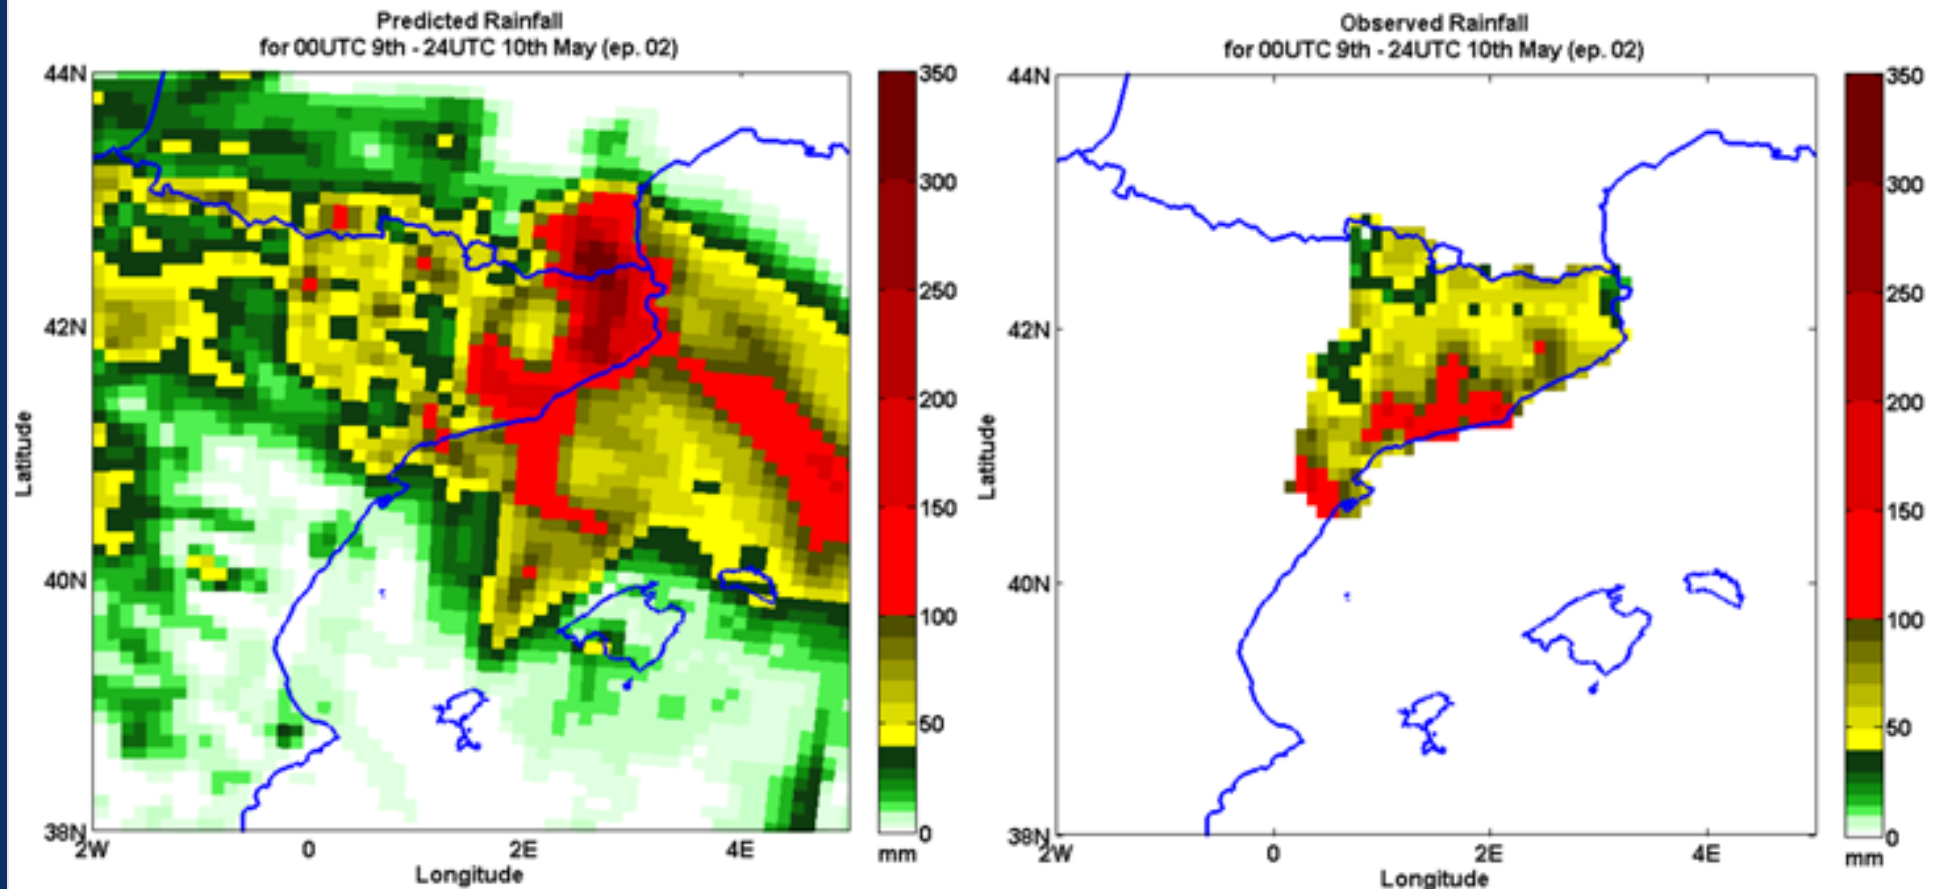 Predicted Rainfall
for 00UTC 9th - 24UTC 10th May (ep. 02)
44N
42N
40N
38N
Latitude
2W
0
2E
4E
Longitude
350
300
250
200
150
100
50
0
mm
Observed Rainfall
for 00UTC 9th - 24UTC 10th May (ep. 02)
44N
42N
40N
38N
Latitude
2W
0
2E
4E
Longitude
350
300
250
200
150
100
50
0
mm